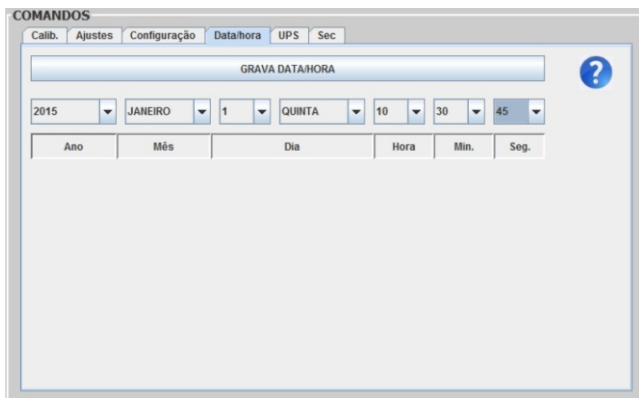 COMANDOS
Calib. Ajustes Configuração Data/hora UPS Sec
GRAVA DATA/HORA
?
2015 JANEIRO 1 QUINTA 10 30 45
Ano Mês Dia Hora Min. Seg.